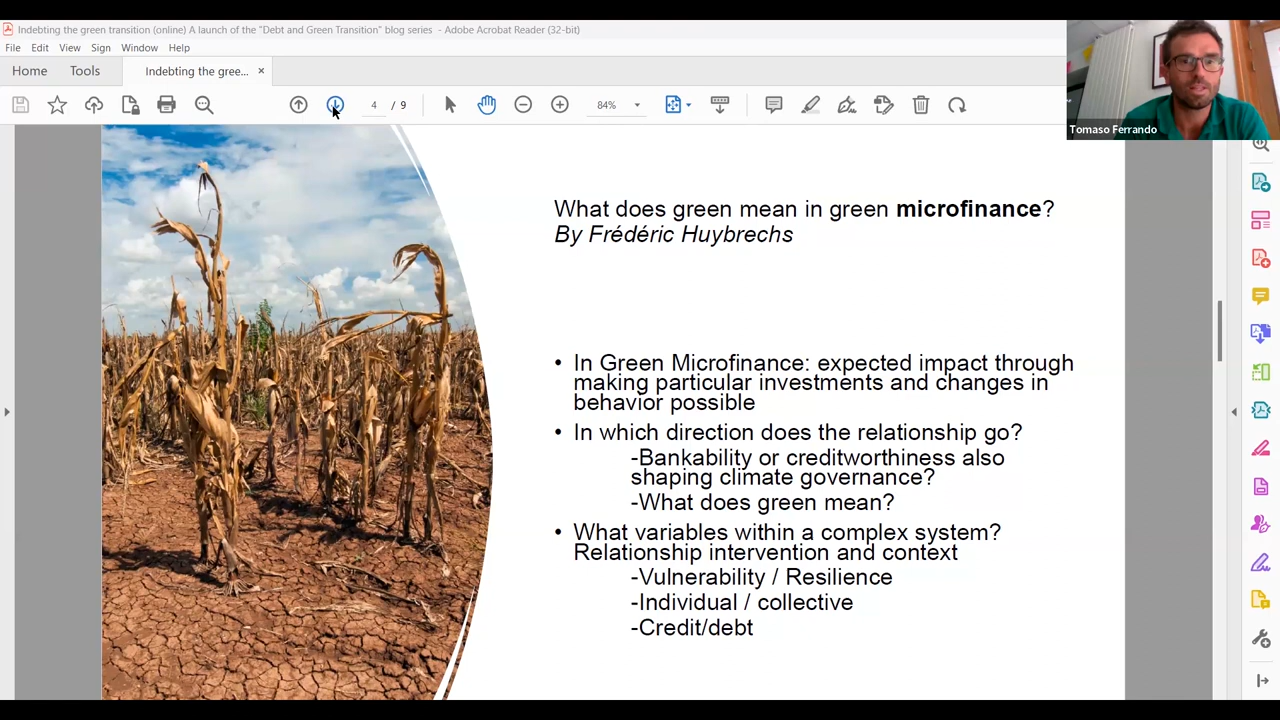 Indebting the green transition (online) A launch of the "Debt and Green Transition" blog series - Adobe Acrobat Reader (32-bit)
File Edit View Sign Window Help
Home Tools Indebting the gree... ×
4 / 9 84%
Tomaso Ferrando
What does green mean in green microfinance?
By Frédéric Huybrechs
• In Green Microfinance: expected impact through
making particular investments and changes in
behavior possible
• In which direction does the relationship go?
-Bankability or creditworthiness also
shaping climate governance?
-What does green mean?
• What variables within a complex system?
Relationship intervention and context
-Vulnerability / Resilience
-Individual / collective
-Credit/debt